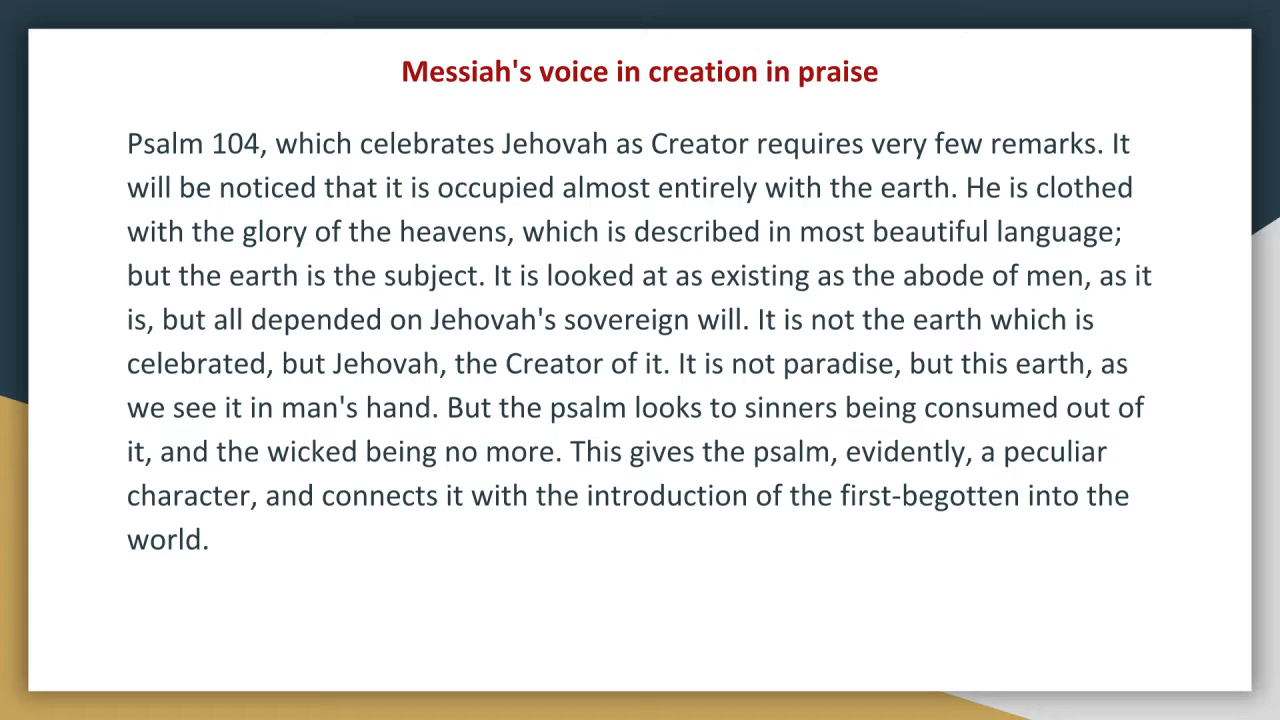 Messiah's voice in creation in praise
Psalm 104, which celebrates Jehovah as Creator requires very few remarks. It
will be noticed that it is occupied almost entirely with the earth. He is clothed
with the glory of the heavens, which is described in most beautiful language;
but the earth is the subject. It is looked at as existing as the abode of men, as it
is, but all depended on Jehovah's sovereign will. It is not the earth which is
celebrated, but Jehovah, the Creator of it. It is not paradise, but this earth, as
we see it in man's hand. But the psalm looks to sinners being consumed out of
it, and the wicked being no more. This gives the psalm, evidently, a peculiar
character, and connects it with the introduction of the first-begotten into the
world.